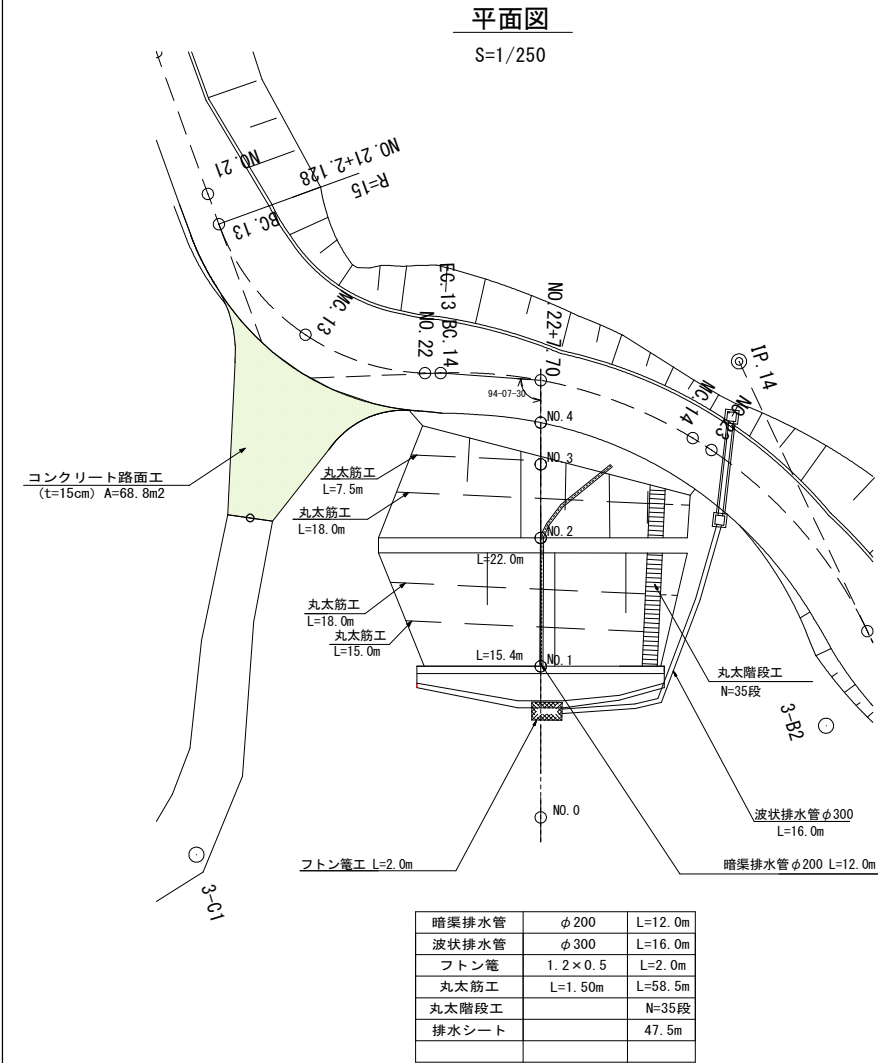 平面図
S=1/250
NO.21
NO.21+2.128
R=15
BC.13
MC.13
EC.13
BC.14
NO.22
NO.22+7.70
94-07-30
IP.14
MC.14
NO.23
NO.4
NO.3
丸太筋工
L=7.5m
コンクリート路面工
(t=15cm) A=68.8m2
丸太筋工
L=18.0m
NO.2
L=22.0m
丸太筋工
L=18.0m
丸太筋工
L=15.0m
L=15.4m
NO.1
丸太階段工
N=35段
3-B2
NO.0
波状排水管φ300
L=16.0m
フトン篭工 L=2.0m
暗渠排水管φ200 L=12.0m
3-C1
暗渠排水管 φ200 L=12.0m
波状排水管 φ300 L=16.0m
フトン篭 1.2×0.5 L=2.0m
丸太筋工 L=1.50m L=58.5m
丸太階段工 N=35段
排水シート 47.5m